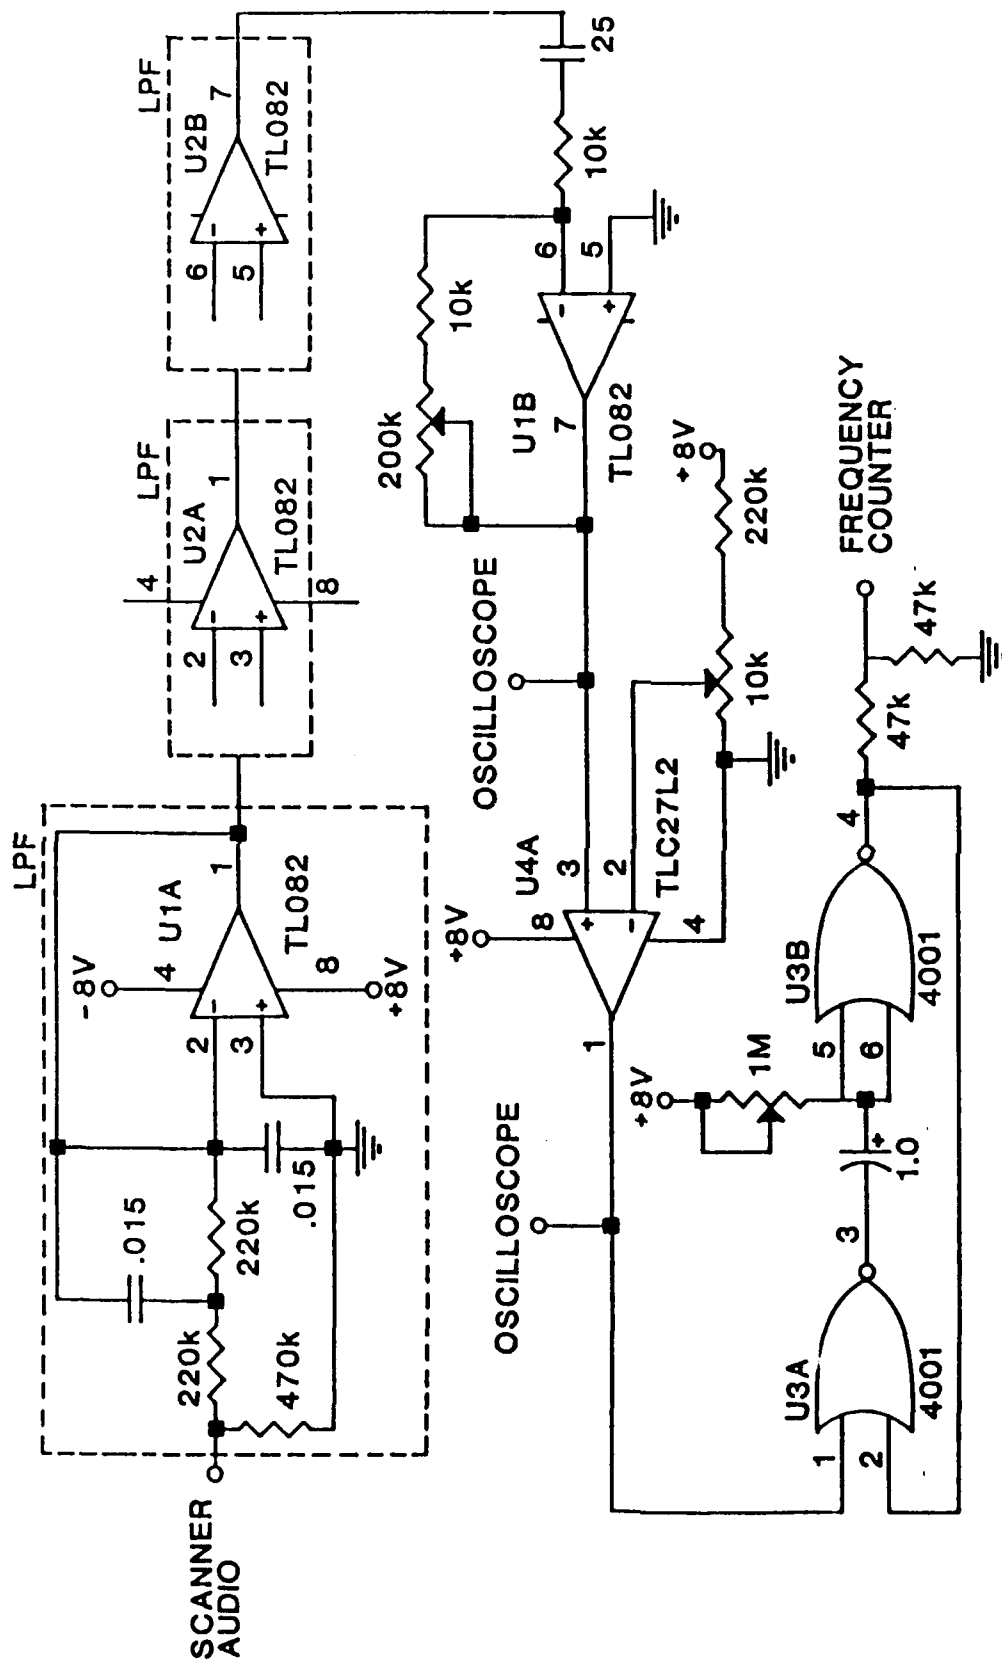 LPF
-8V
4
U1A
2
1
3
TL082
8
+8V
.015
220k
220k
.015
470k
SCANNER
AUDIO
LPF
4
U2A
2
1
3
TL082
8
LPF
U2B
6
7
5
TL082
25
10k
10k
200k
6
5
U1B
7
TL082
OSCILLOSCOPE
+8V
220k
10k
U4A
+8V
8
3
2
4
TLC27L2
1
OSCILLOSCOPE
+8V
1M
U3A
1
2
3
4001
1.0
+
U3B
5
6
4
4001
47k
47k
FREQUENCY
COUNTER